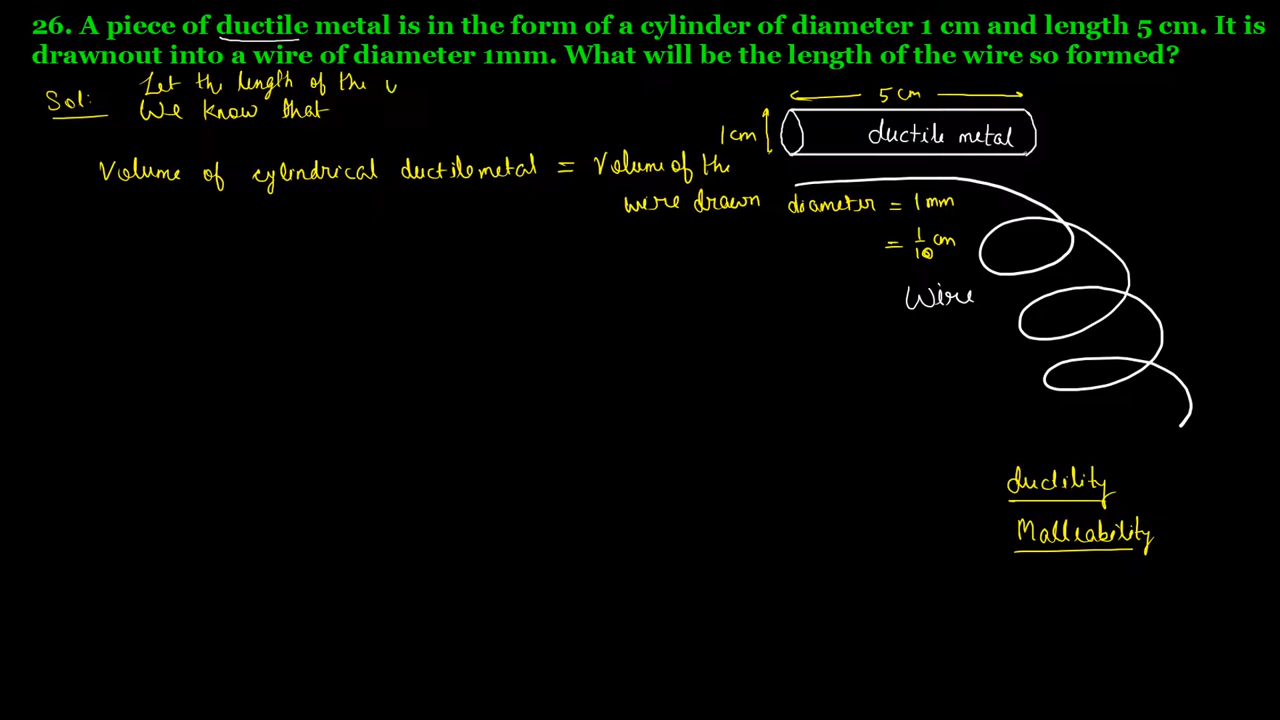 26. A piece of ductile metal is in the form of a cylinder of diameter 1 cm and length 5 cm. It is
drawnout into a wire of diameter 1mm. What will be the length of the wire so formed?
Sol: Let the length of the
We know that
5 cm
1 cm
ductile metal
Volume of cylindrical ductile metal = Volume of the
wire drawn
diameter = 1 mm
= 1/10 cm
Wire
ductility
Malleability